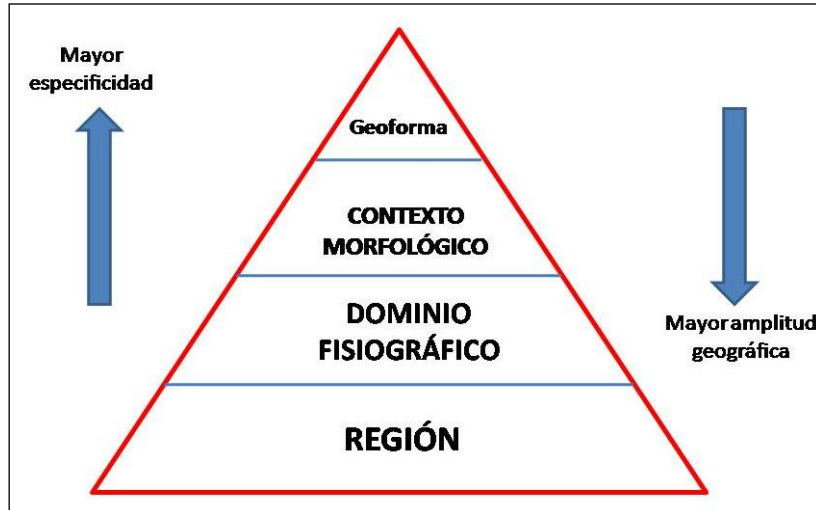 Mayor
especificidad
Geoforma
CONTEXTO
MORFOLÓGICO
DOMINIO
FISIOGRÁFICO
Mayor amplitud
geográfica
REGIÓN